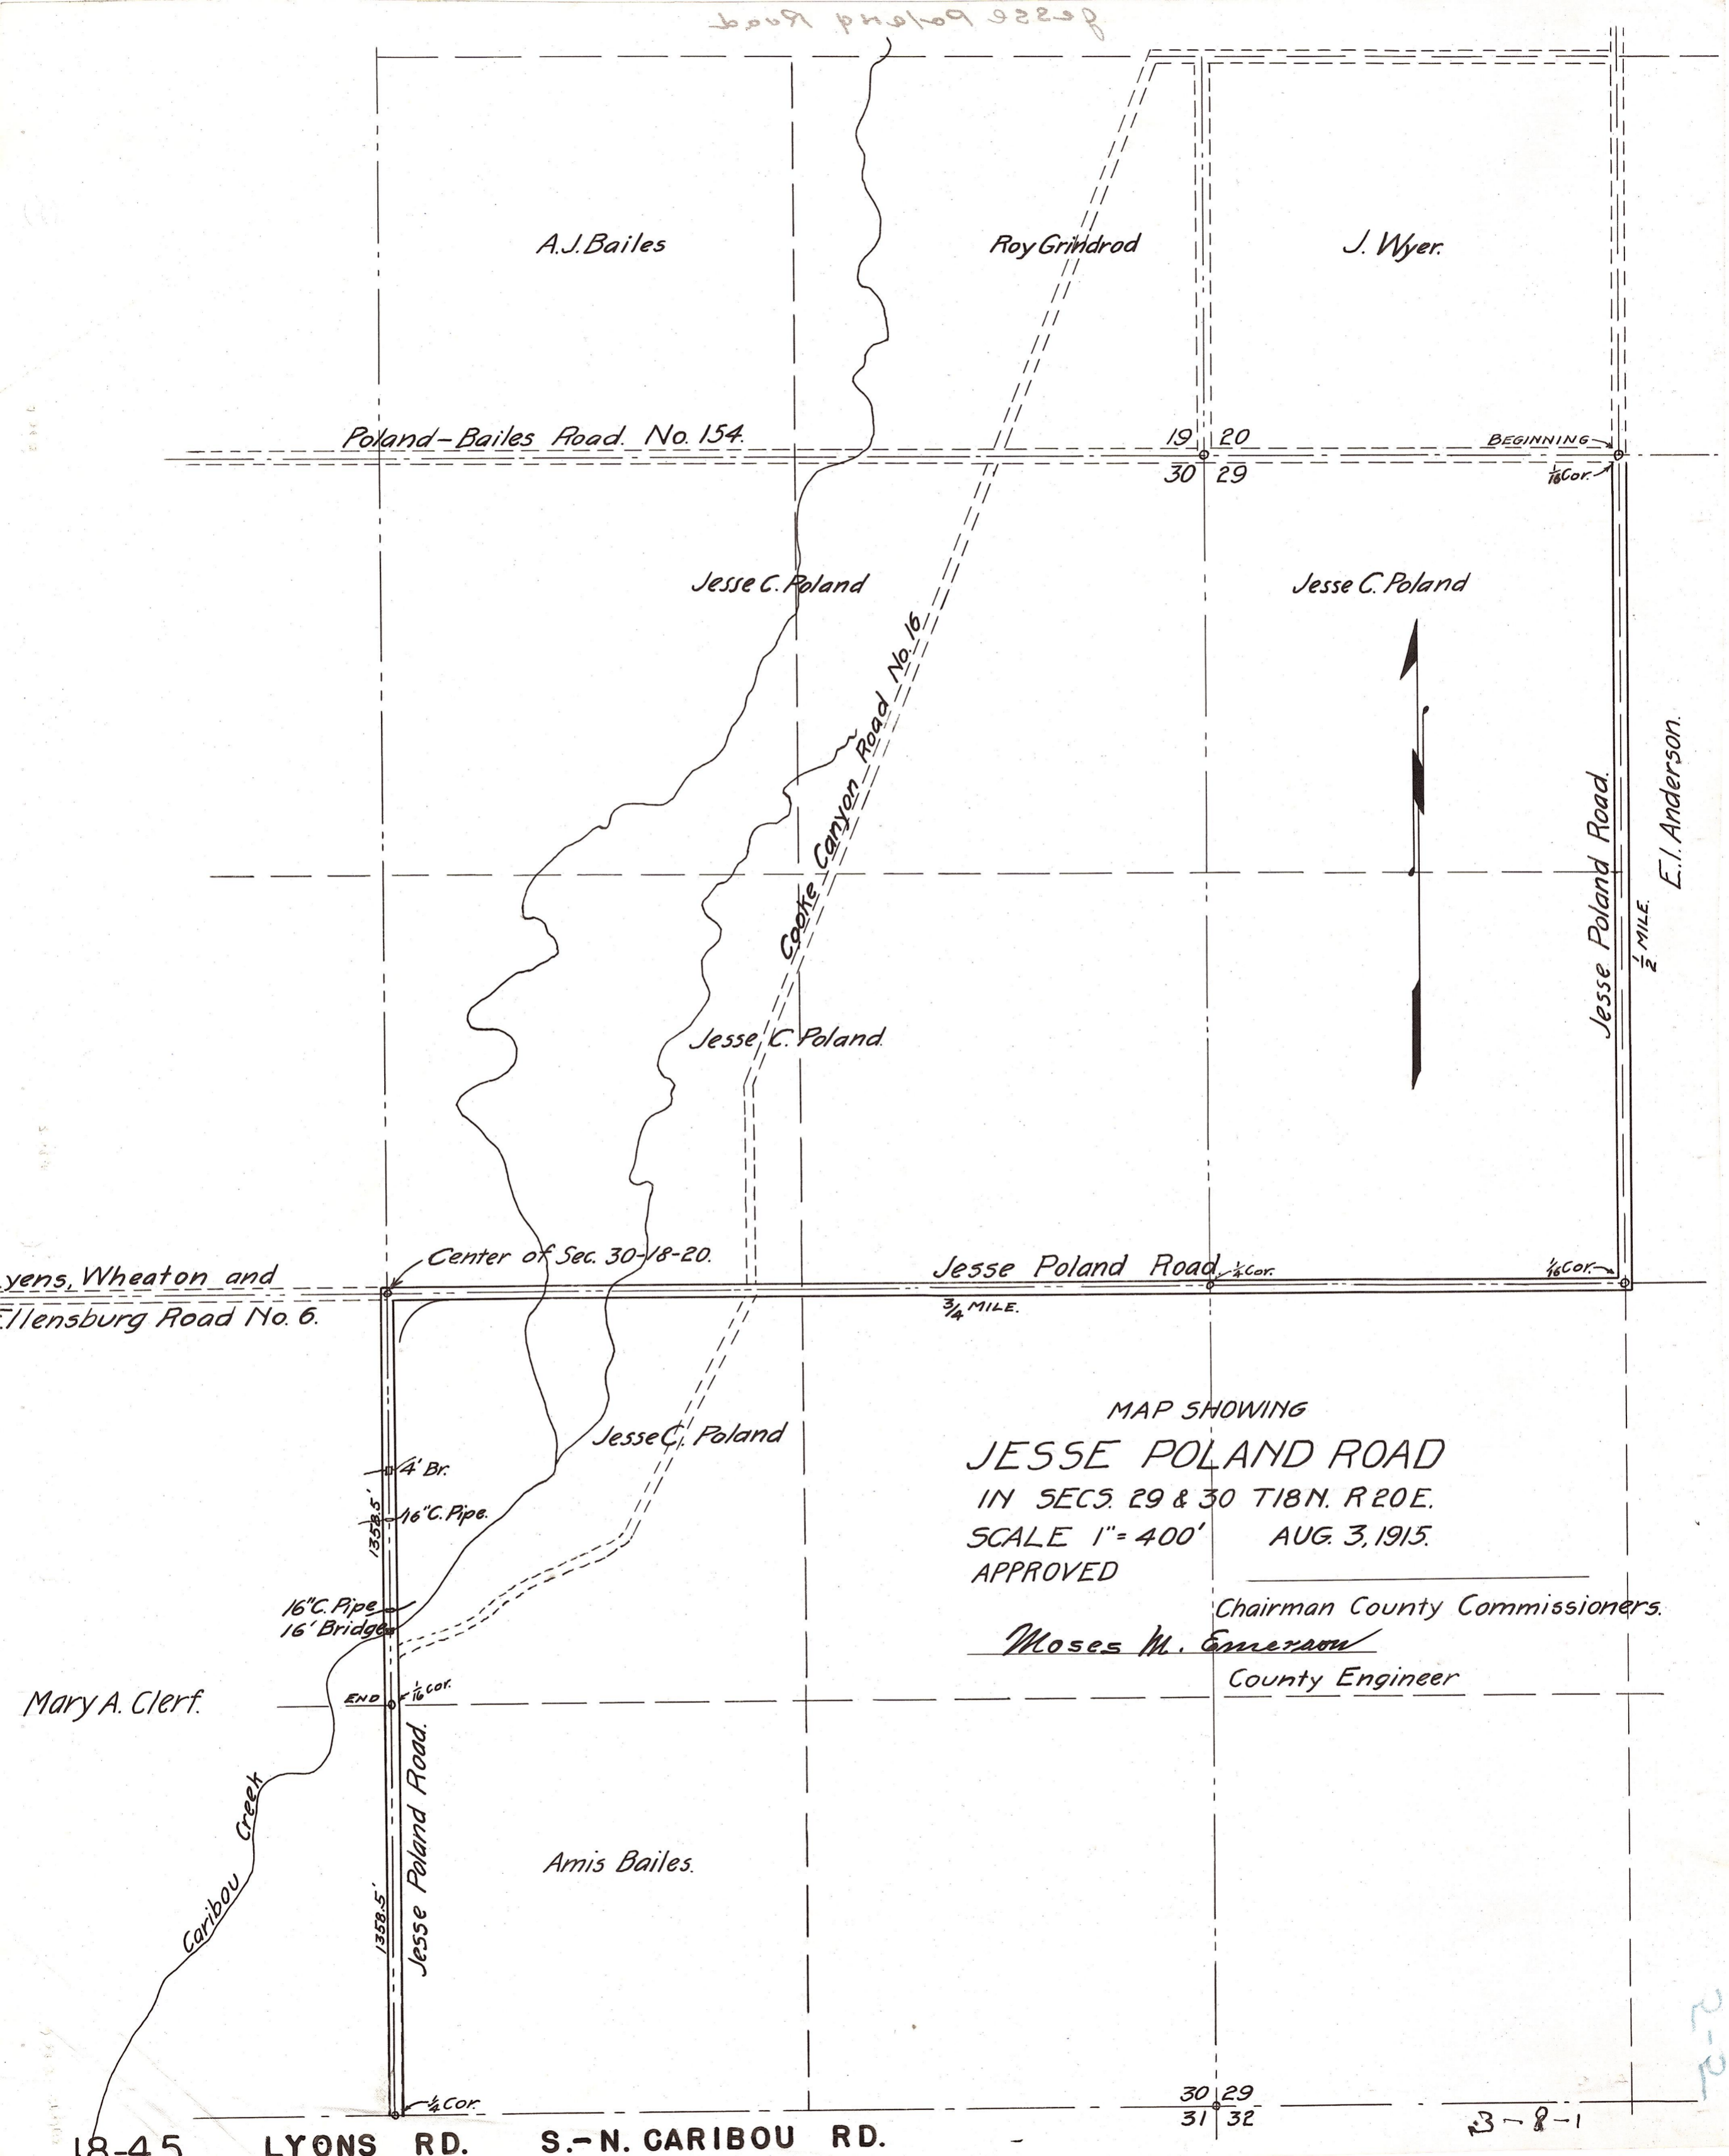 Jesse Poland Road
A.J. Bailes
Roy Grindrod
J. Wyer.
Poland-Bailes Road. No. 154.
19 20
30 29
BEGINNING
1/16 Cor.
Jesse C. Poland
Jesse C. Poland
Cooke Canyon Road No. 16
Jesse Poland Road.
1/2 MILE.
E.I. Anderson.
Jesse C. Poland
Center of Sec. 30-18-20.
yens, Wheaton and
Ellensburg Road No. 6.
Jesse Poland Road
1/4 Cor.
1/16 Cor.
3/4 MILE.
Jesse C. Poland
4' Br.
1358.5'
16"C. Pipe.
16"C. Pipe
16' Bridge
MAP SHOWING
JESSE POLAND ROAD
IN SECS. 29 & 30 T18N. R20E.
SCALE 1"=400' AUG. 3, 1915.
APPROVED
Chairman County Commissioners.
Moses M. Emerson
County Engineer
Mary A. Clerf.
END
1/16 Cor.
Jesse Poland Road.
Caribou Creek
Amis Bailes.
1358.5'
1/4 Cor.
30 29
31 32
3-8-1
18-45 LYONS RD. S.-N. CARIBOU RD.